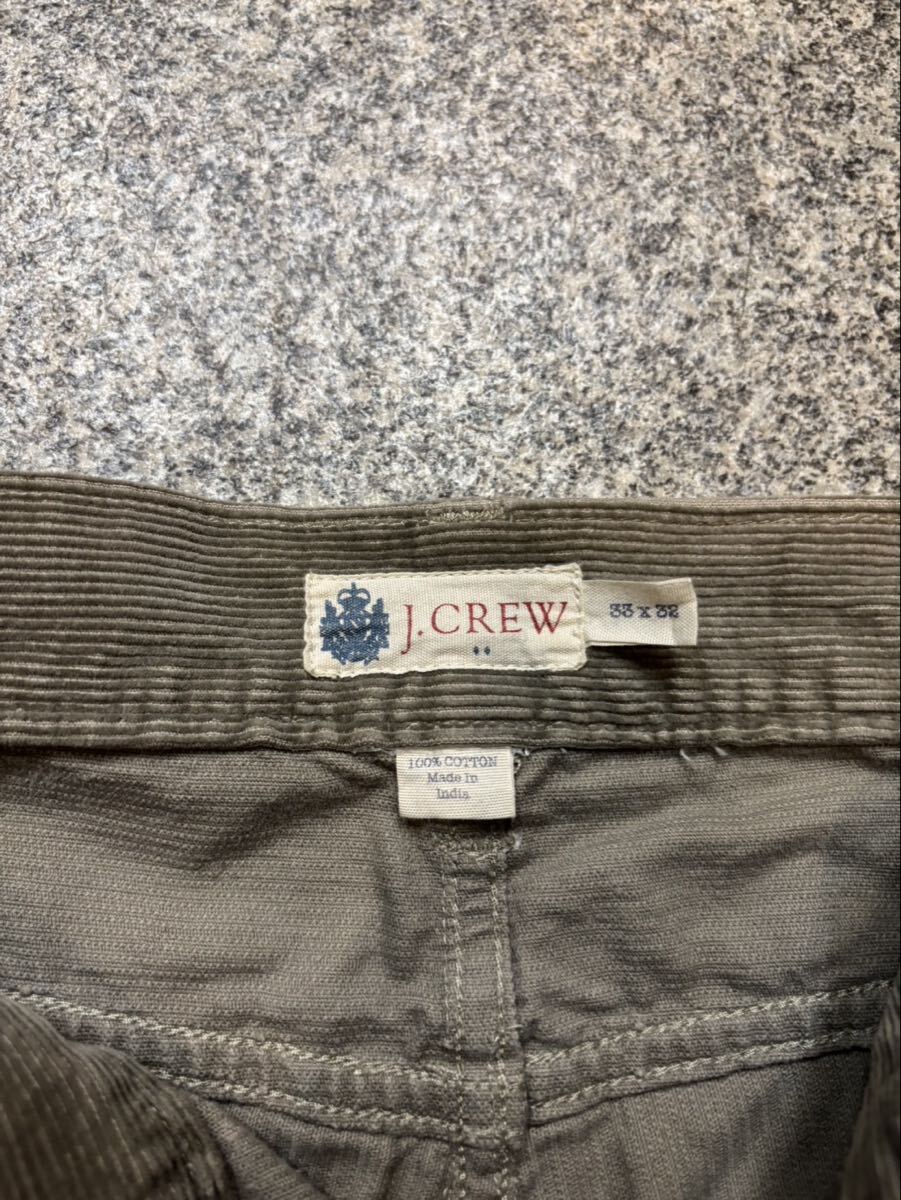 J.CREW
33 x 32
100% COTTON
Made In
India